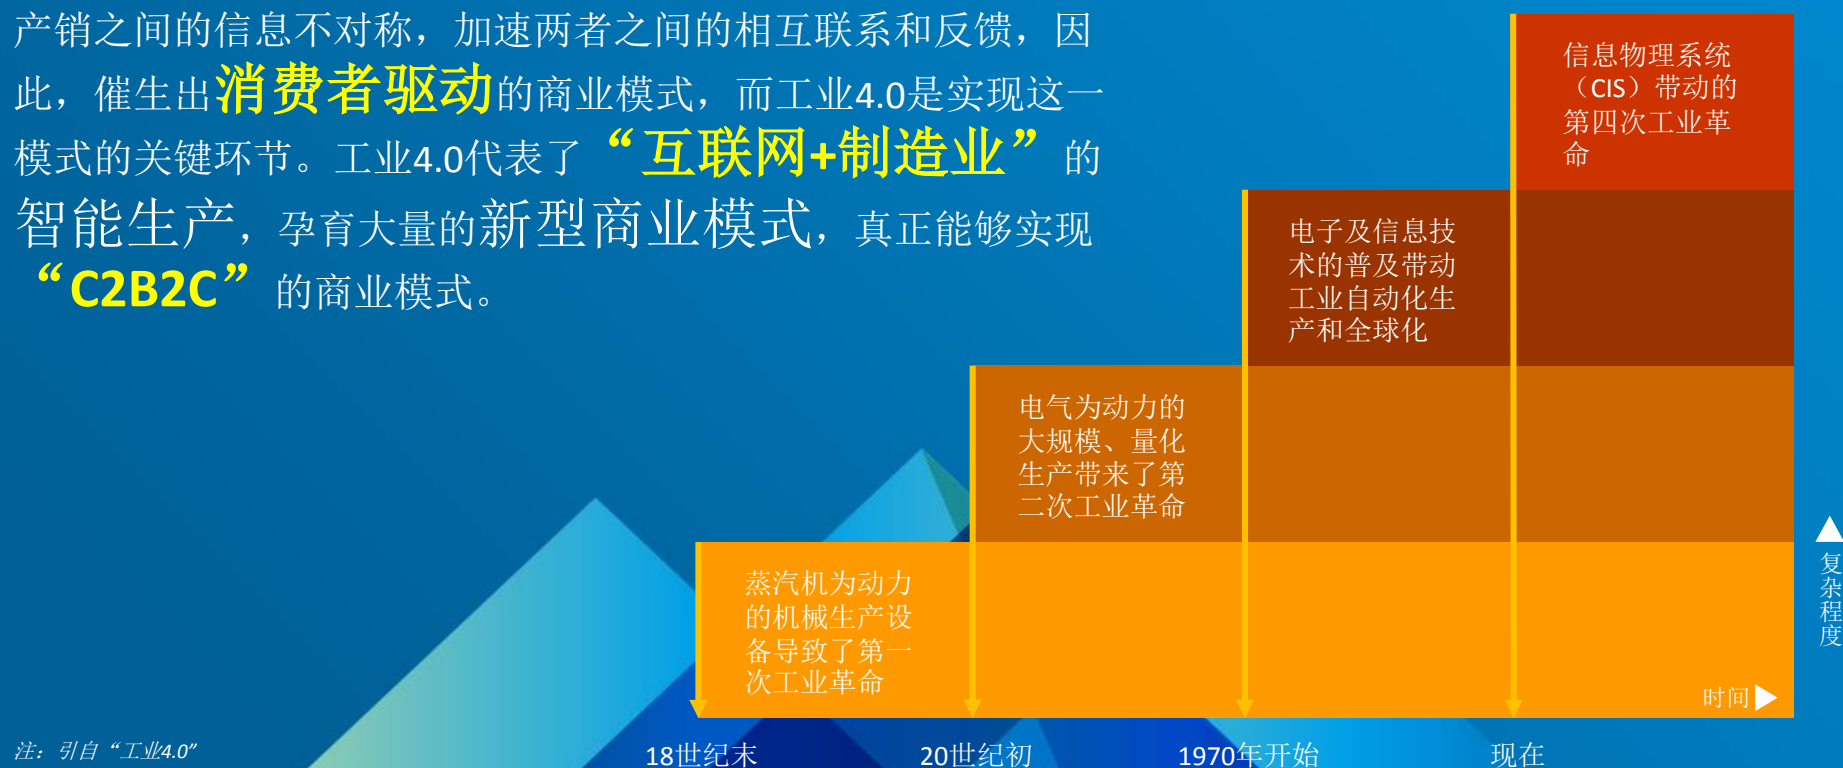 产销之间的信息不对称，加速两者之间的相互联系和反馈，因
此，催生出消费者驱动的商业模式，而工业4.0是实现这一
模式的关键环节。工业4.0代表了“互联网+制造业”的
智能生产，孕育大量的新型商业模式，真正能够实现
“C2B2C”的商业模式。
信息物理系统
（CIS）带动的
第四次工业革
命
电子及信息技
术的普及带动
工业自动化生
产和全球化
电气为动力的
大规模、量化
生产带来了第
二次工业革命
蒸汽机为动力
的机械生产设
备导致了第一
次工业革命
复杂程度
时间
18世纪末
20世纪初
1970年开始
现在
注：引自“工业4.0”